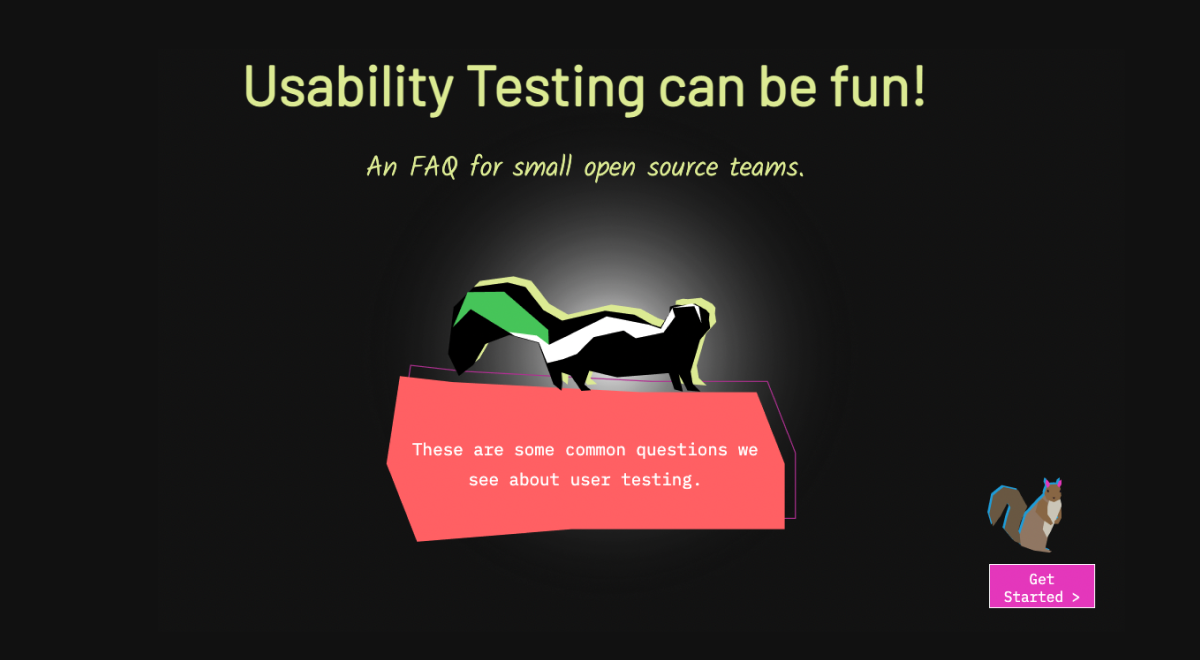 Usability Testing can be fun!
An FAQ for small open source teams.
These are some common questions we
see about user testing.
Get
Started >